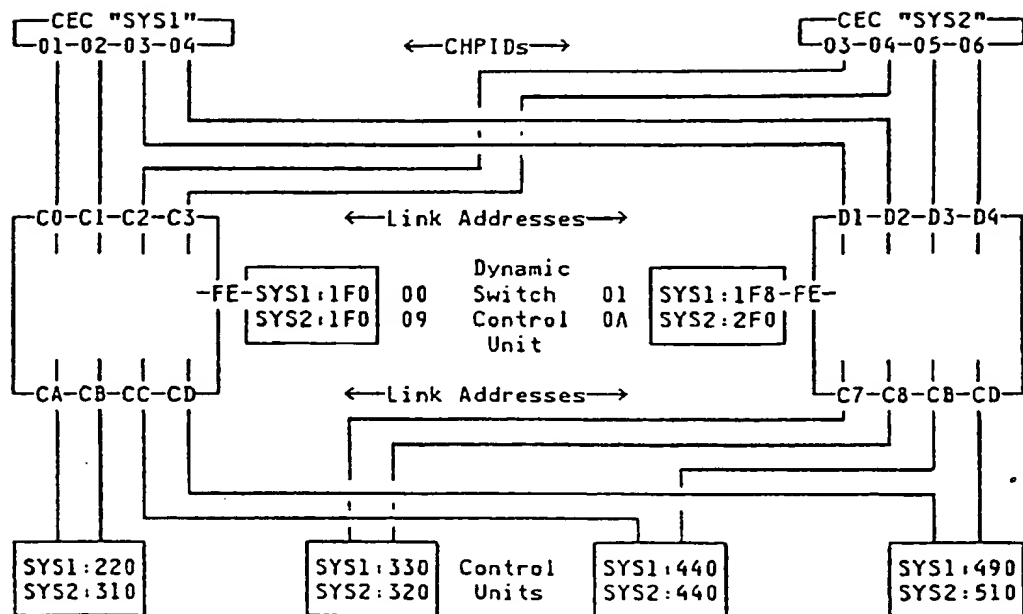 CEC "SYS1" CEC "SYS2"
01-02-03-04 ←CHPIDs→ 03-04-05-06
C0-C1-C2-C3 ←Link Addresses→ D1-D2-D3-D4
Dynamic
FE-SYS1:1F0 00 Switch 01 SYS1:1F8-FE
SYS2:1F0 09 Control 0A SYS2:2F0
Unit
CA-CB-CC-CD ←Link Addresses→ C7-C8-CB-CD
SYS1:220 SYS1:330 Control SYS1:440 SYS1:490
SYS2:310 SYS2:320 Units SYS2:440 SYS2:510